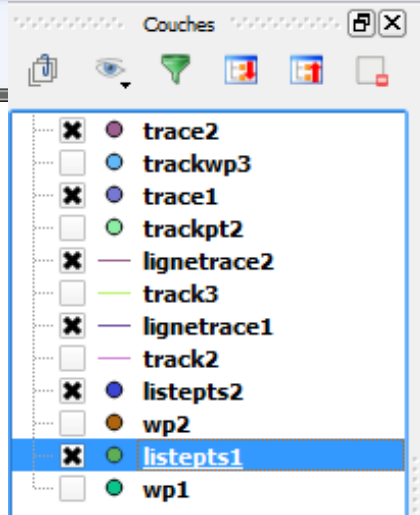 Couches
trace2
trackwp3
trace1
trackpt2
lignetrace2
track3
lignetrace1
track2
listepts2
wp2
listepts1
wp1